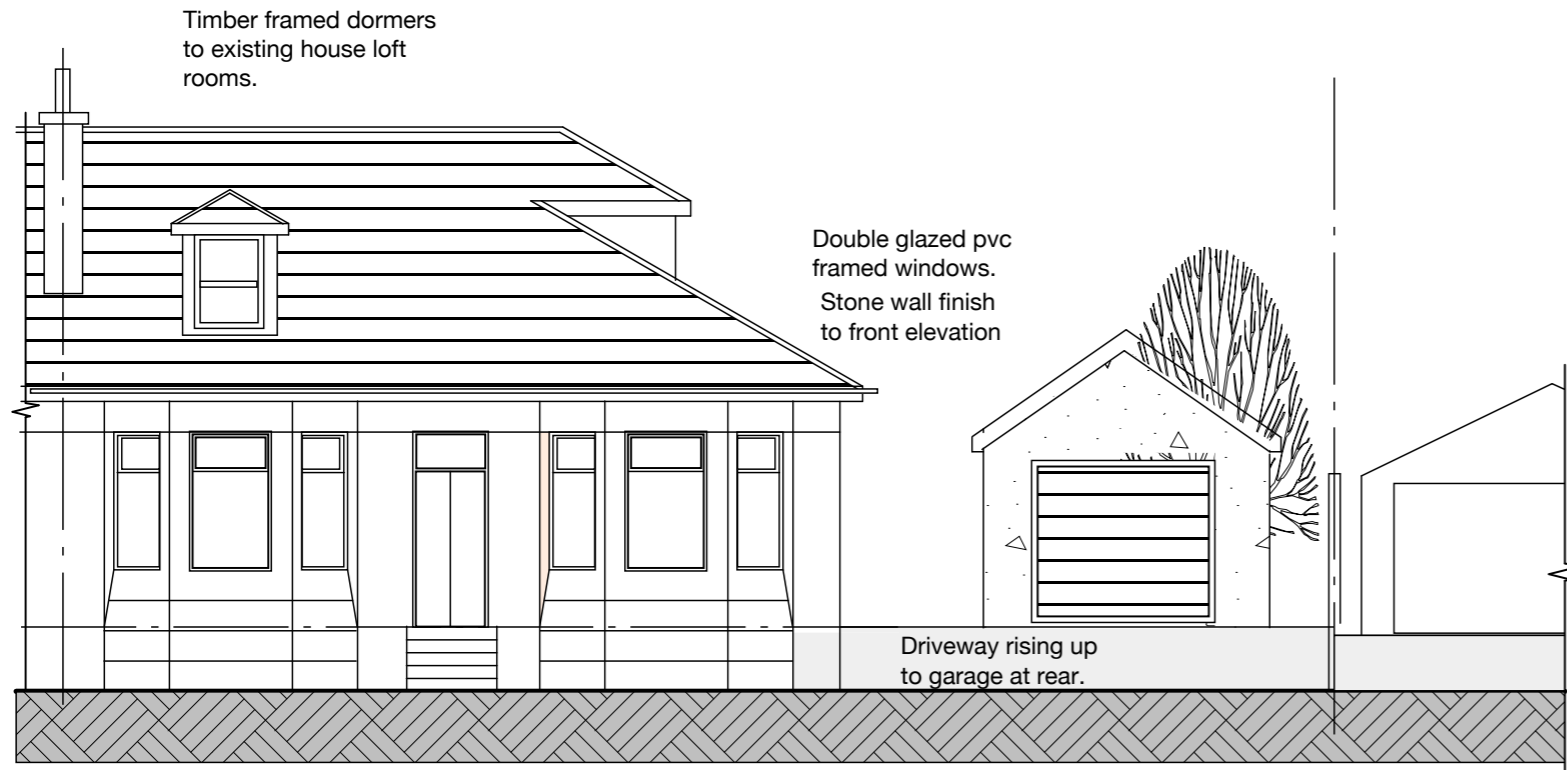 Timber framed dormers
to existing house loft
rooms.
Double glazed pvc
framed windows.
Stone wall finish
to front elevation
Driveway rising up
to garage at rear.